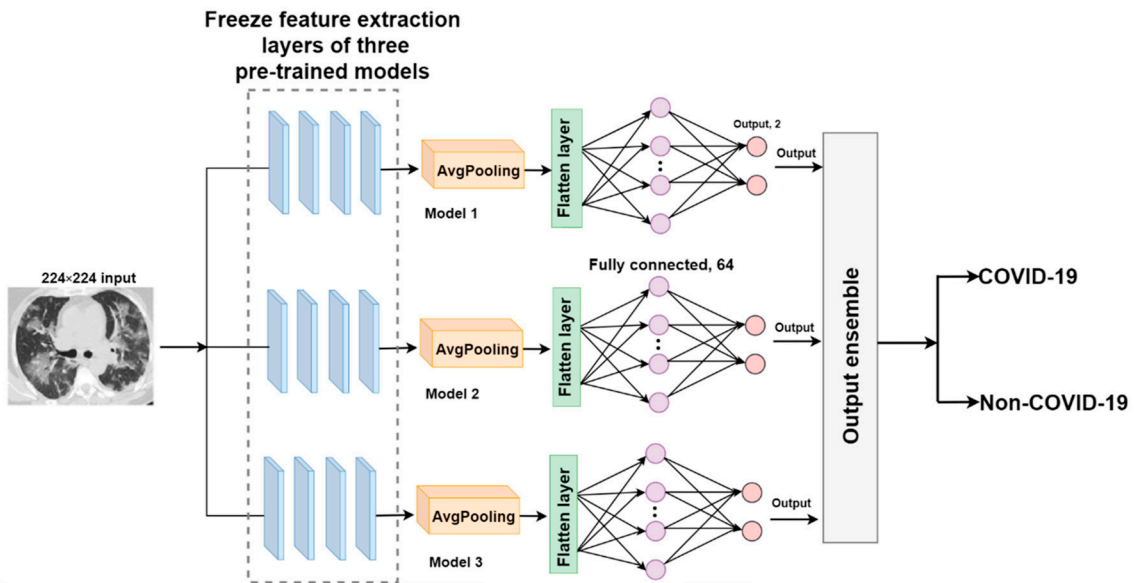 Freeze feature extraction
layers of three
pre-trained models
AvgPooling
Model 1
Flatten layer
Output, 2
Output
224×224 input
Fully connected, 64
AvgPooling
Model 2
Flatten layer
Output
AvgPooling
Model 3
Flatten layer
Output
Output ensemble
COVID-19
Non-COVID-19